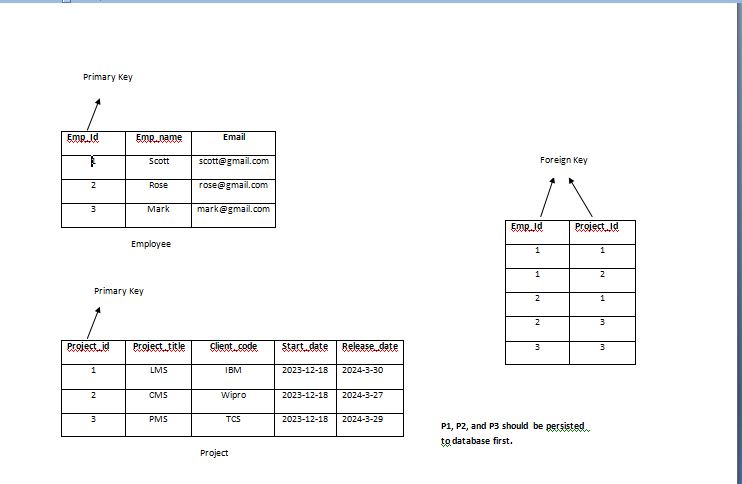 Primary Key
Emp_Id Emp_name Email
Scott scott@gmail.com
2 Rose rose@gmail.com
3 Mark mark@gmail.com
Employee
Primary Key
Project_id Project_title Client_code Start_date Release_date
1 LMS IBM 2023-12-18 2024-3-30
2 CMS Wipro 2023-12-18 2024-3-27
3 PMS TCS 2023-12-18 2024-3-29
Project
Foreign Key
Emp_Id Project_Id
1 1
1 2
2 1
2 3
3 3
P1, P2, and P3 should be persisted
to database first.